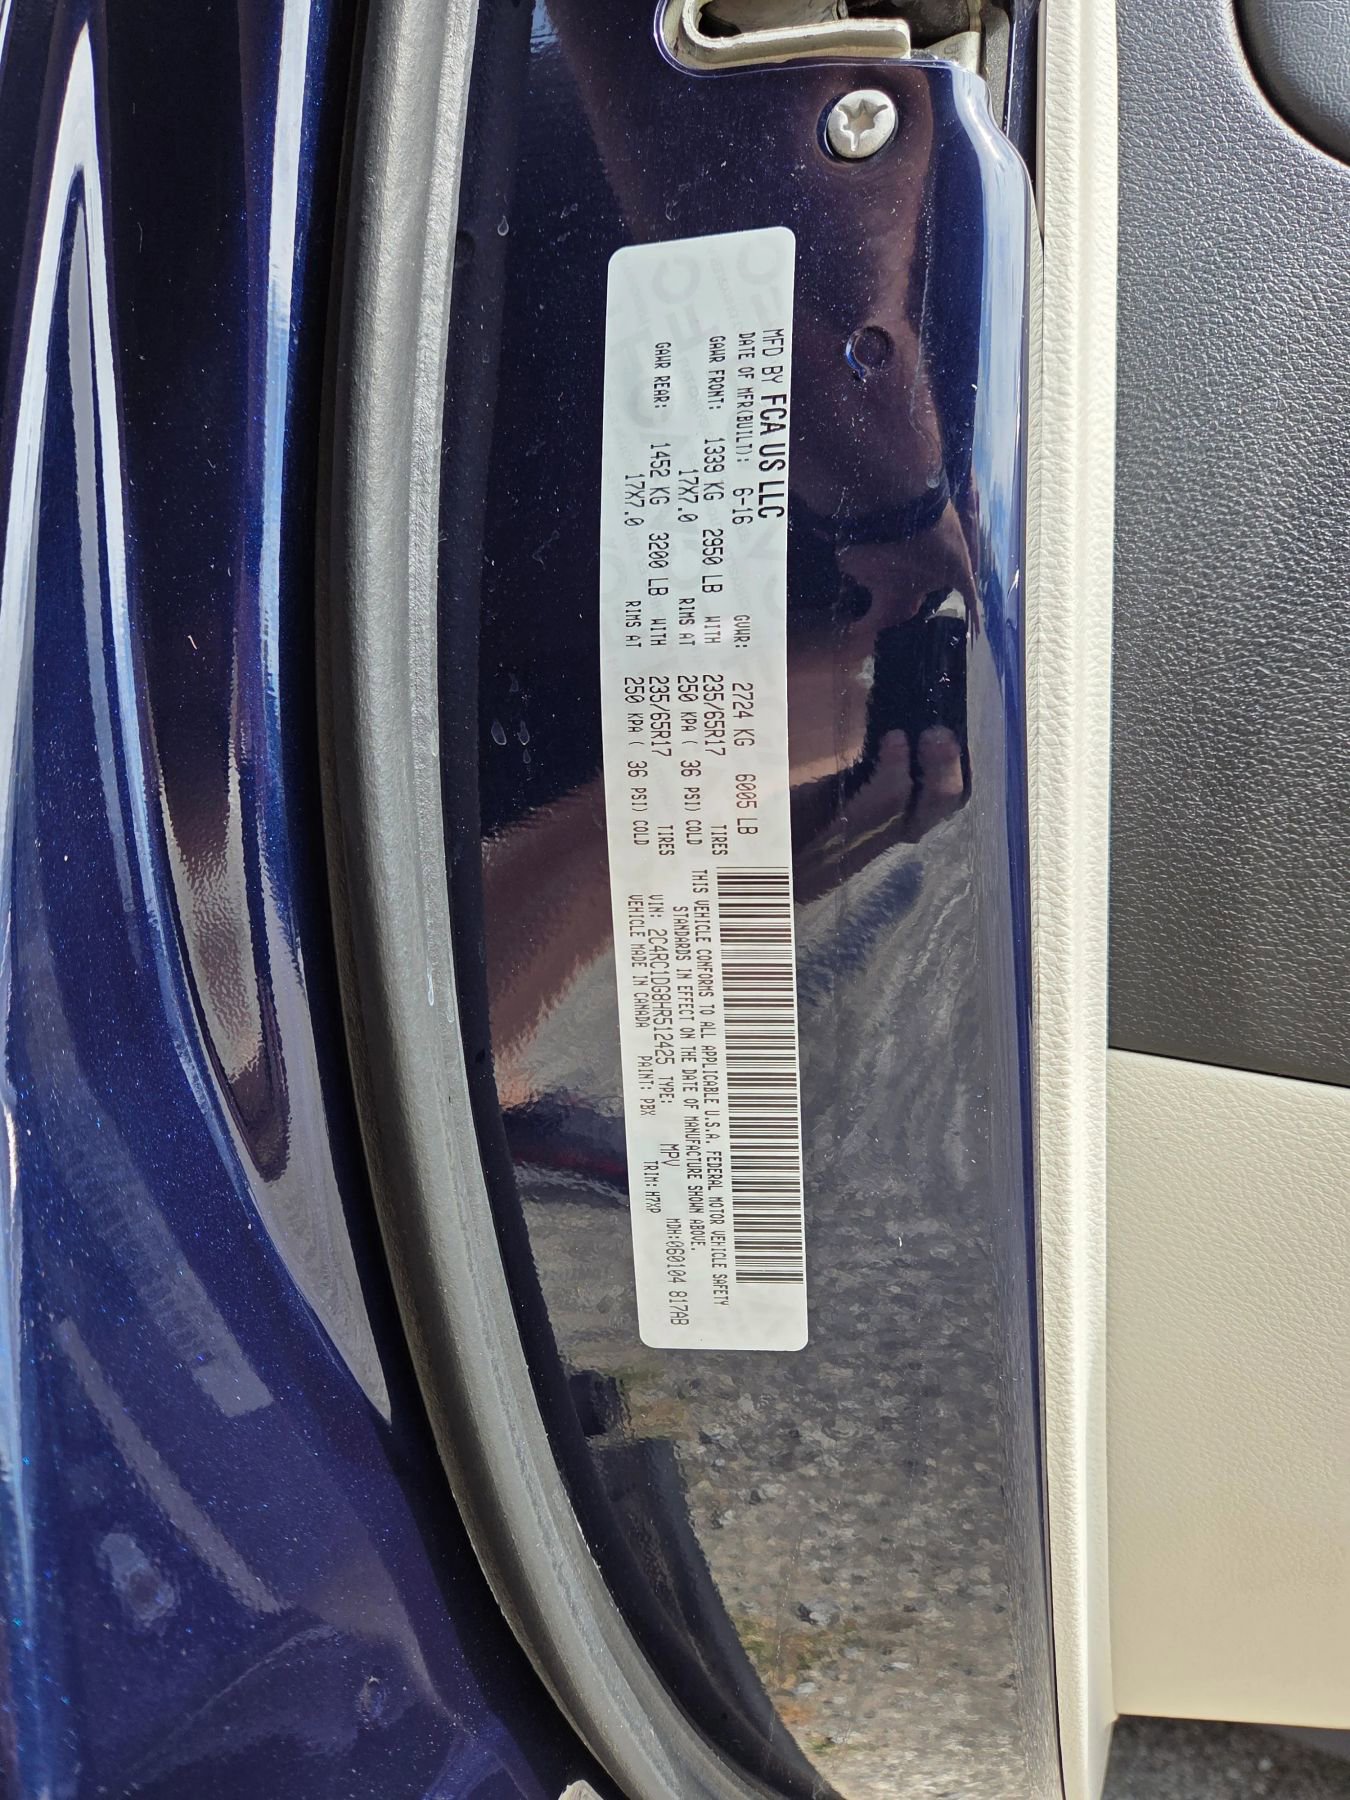 MFD BY FCA US LLC
DATE OF MFR(BUILT): 6-16 GVWR: 2724 KG 6005 LB
GAWR FRONT: 1339 KG 2950 LB WITH 235/65R17 TIRES
17X7.0 RIMS AT 250 KPA ( 36 PSI) COLD
GAWR REAR: 1452 KG 3200 LB WITH 235/65R17 TIRES
17X7.0 RIMS AT 250 KPA ( 36 PSI) COLD
THIS VEHICLE CONFORMS TO ALL APPLICABLE U.S.A. FEDERAL MOTOR VEHICLE SAFETY
STANDARDS IN EFFECT ON THE DATE OF MANUFACTURE SHOWN ABOVE.
VIN: 2C4RC1DG8HR512425 TYPE: MPV MDH:060104 817AB
VEHICLE MADE IN CANADA PAINT: PBX TRIM: H7XP